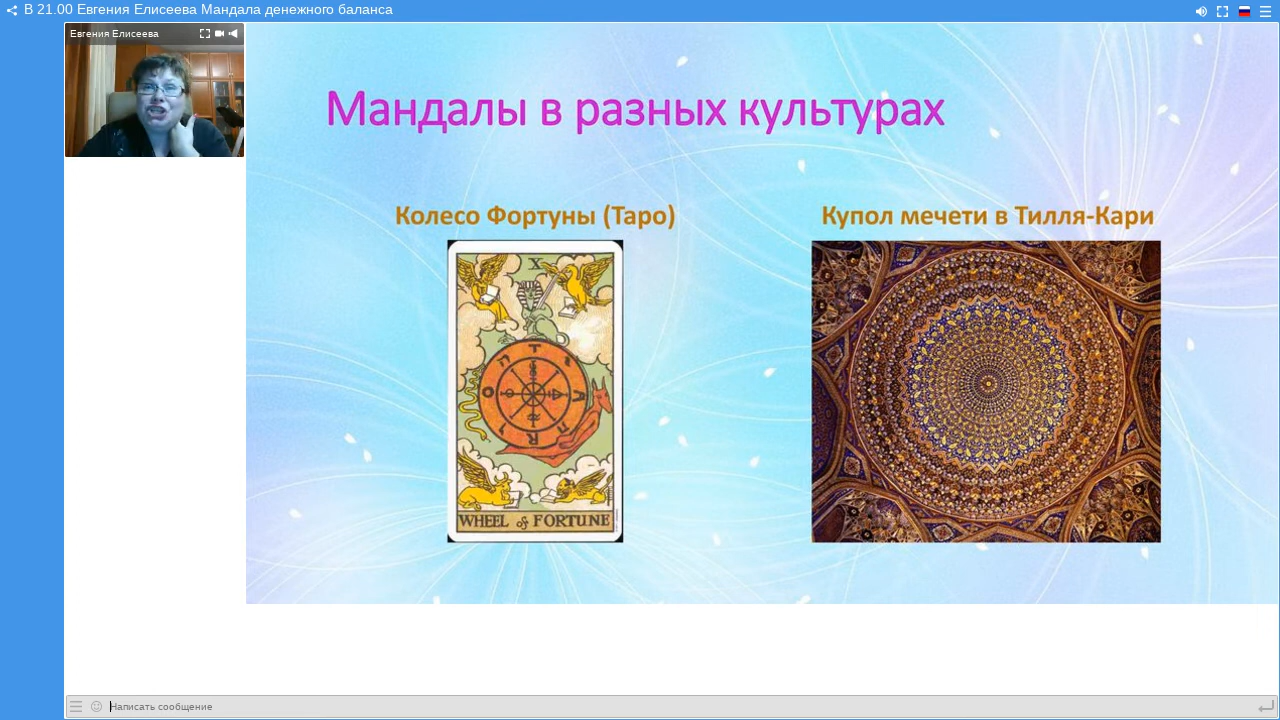 В 21.00 Евгения Елисеева Мандала денежного баланса
Евгения Елисеева
Мандалы в разных культурах
Колесо Фортуны (Таро)
Купол мечети в Тилля-Кари
X
WHEEL of FORTUNE
Написать сообщение